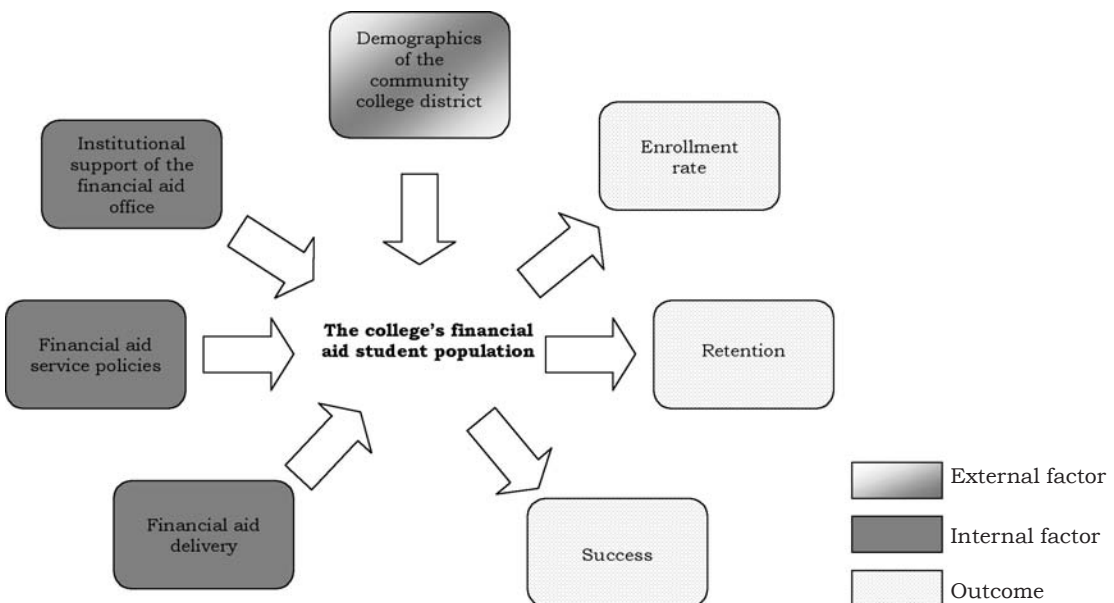 Demographics
of the
community
college district
Institutional
support of the
financial aid
office
Enrollment
rate
Financial aid
service policies
The college’s financial
aid student population
Retention
Financial aid
delivery
Success
External factor
Internal factor
Outcome